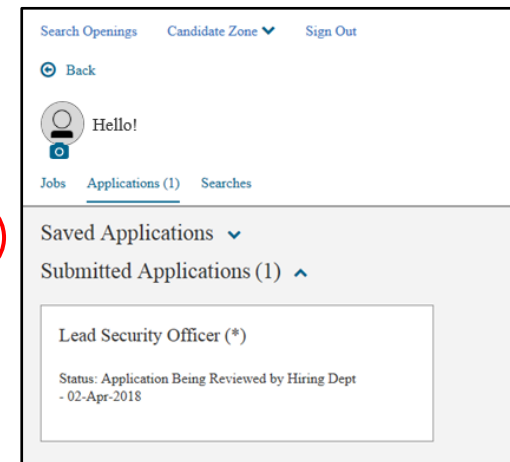 Search Openings Candidate Zone Sign Out
Back
Hello!
Jobs Applications (1) Searches
Saved Applications
Submitted Applications (1)
Lead Security Officer (*)
Status: Application Being Reviewed by Hiring Dept
- 02-Apr-2018